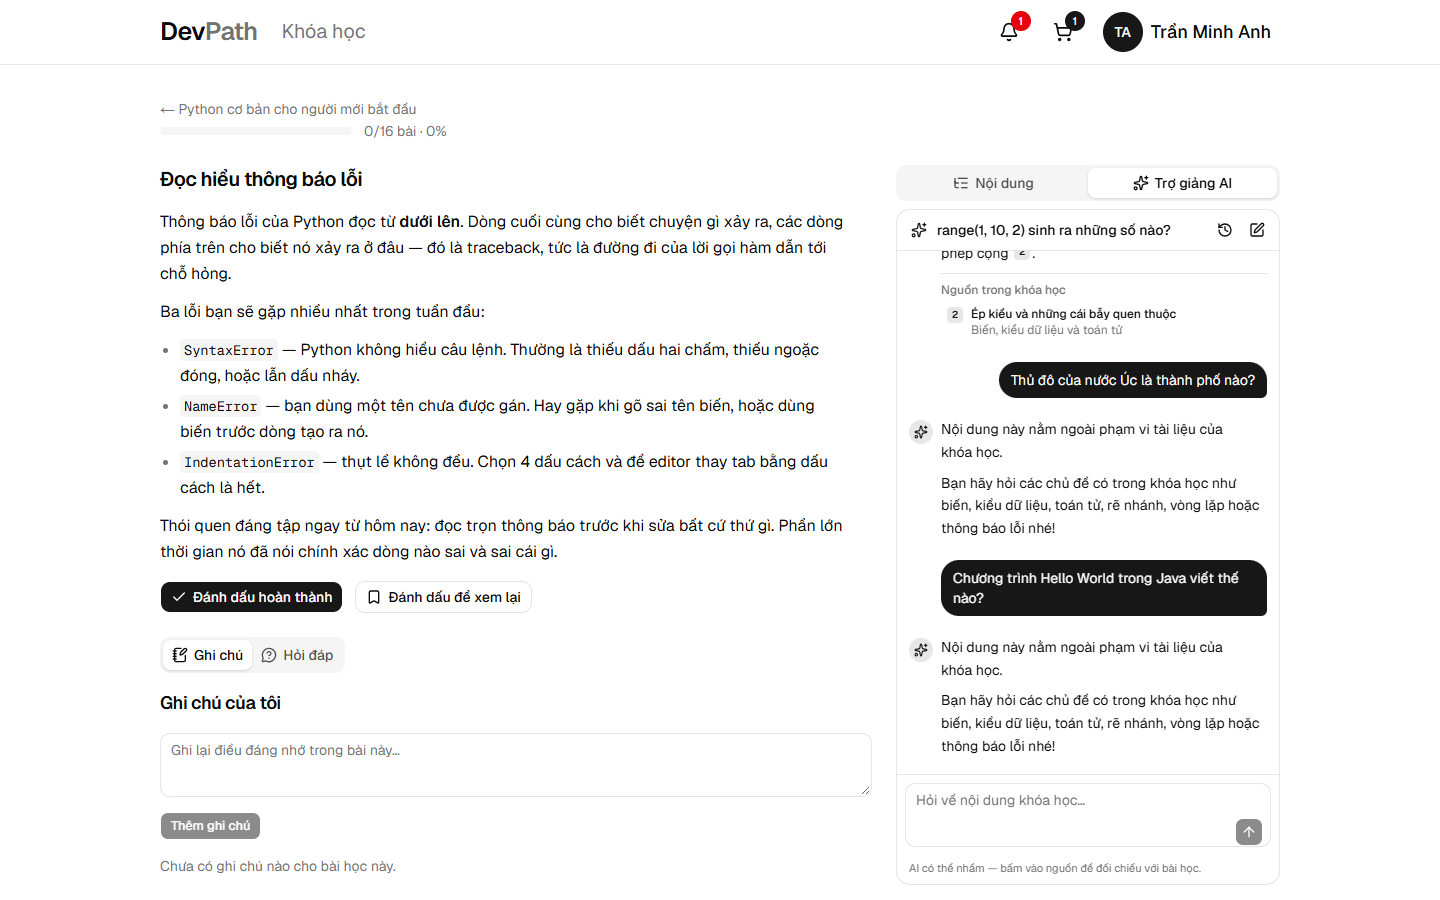 DevPath Khóa học
1
1
TA Trần Minh Anh
← Python cơ bản cho người mới bắt đầu
0/16 bài · 0%
Đọc hiểu thông báo lỗi
Thông báo lỗi của Python đọc từ dưới lên. Dòng cuối cùng cho biết chuyện gì xảy ra, các dòng
phía trên cho biết nó xảy ra ở đâu — đó là traceback, tức là đường đi của lời gọi hàm dẫn tới
chỗ hỏng.
Ba lỗi bạn sẽ gặp nhiều nhất trong tuần đầu:
• SyntaxError — Python không hiểu câu lệnh. Thường là thiếu dấu hai chấm, thiếu ngoặc
đóng, hoặc lẫn dấu nháy.
• NameError — bạn dùng một tên chưa được gán. Hay gặp khi gõ sai tên biến, hoặc dùng
biến trước dòng tạo ra nó.
• IndentationError — thụt lề không đều. Chọn 4 dấu cách và để editor thay tab bằng dấu
cách là hết.
Thói quen đáng tập ngay từ hôm nay: đọc trọn thông báo trước khi sửa bất cứ thứ gì. Phần lớn
thời gian nó đã nói chính xác dòng nào sai và sai cái gì.
Đánh dấu hoàn thành
Đánh dấu để xem lại
Ghi chú
Hỏi đáp
Ghi chú của tôi
Ghi lại điều đáng nhớ trong bài này...
Thêm ghi chú
Chưa có ghi chú nào cho bài học này.
Nội dung
Trợ giảng AI
range(1, 10, 2) sinh ra những số nào?
phép cộng 2 .
Nguồn trong khóa học
2 Ép kiểu và những cái bẫy quen thuộc
Biến, kiểu dữ liệu và toán tử
Thủ đô của nước Úc là thành phố nào?
Nội dung này nằm ngoài phạm vi tài liệu của
khóa học.
Bạn hãy hỏi các chủ đề có trong khóa học như
biến, kiểu dữ liệu, toán tử, rẽ nhánh, vòng lặp hoặc
thông báo lỗi nhé!
Chương trình Hello World trong Java viết thế
nào?
Nội dung này nằm ngoài phạm vi tài liệu của
khóa học.
Bạn hãy hỏi các chủ đề có trong khóa học như
biến, kiểu dữ liệu, toán tử, rẽ nhánh, vòng lặp hoặc
thông báo lỗi nhé!
Hỏi về nội dung khóa học...
AI có thể nhầm — bấm vào nguồn để đối chiếu với bài học.